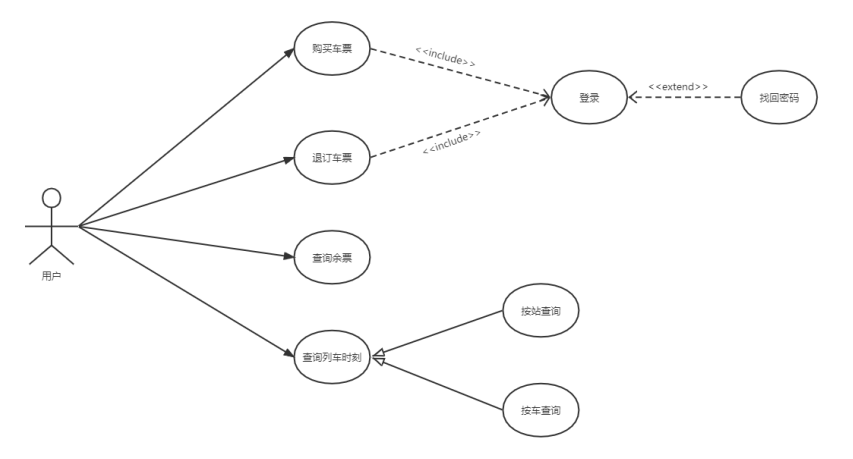 购买车票
<<include>>
登录
<<extend>>
找回密码
退订车票
<<include>>
用户
查询余票
按站查询
查询列车时刻
按车查询